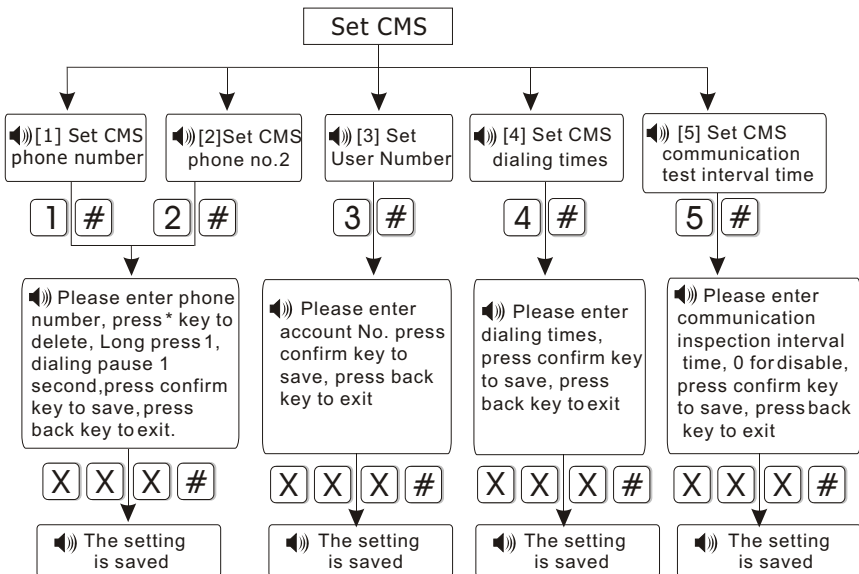 Set CMS
[1] Set CMS
phone number
[2]Set CMS
phone no.2
[3] Set
User Number
[4] Set CMS
dialing times
[5] Set CMS
communication
test interval time
1 #
2 #
3 #
4 #
5 #
Please enter phone
number, press * key to
delete, Long press 1,
dialing pause 1
second,press confirm
key to save,press
back key to exit.
Please enter
account No. press
confirm key to
save, press back
key to exit
Please enter
dialing times,
press confirm key
to save, press
back key to exit
Please enter
communication
inspection interval
time, 0 for disable,
press confirm key
to save, press back
key to exit
X X X #
X X X #
X X X #
X X X #
The setting
is saved
The setting
is saved
The setting
is saved
The setting
is saved